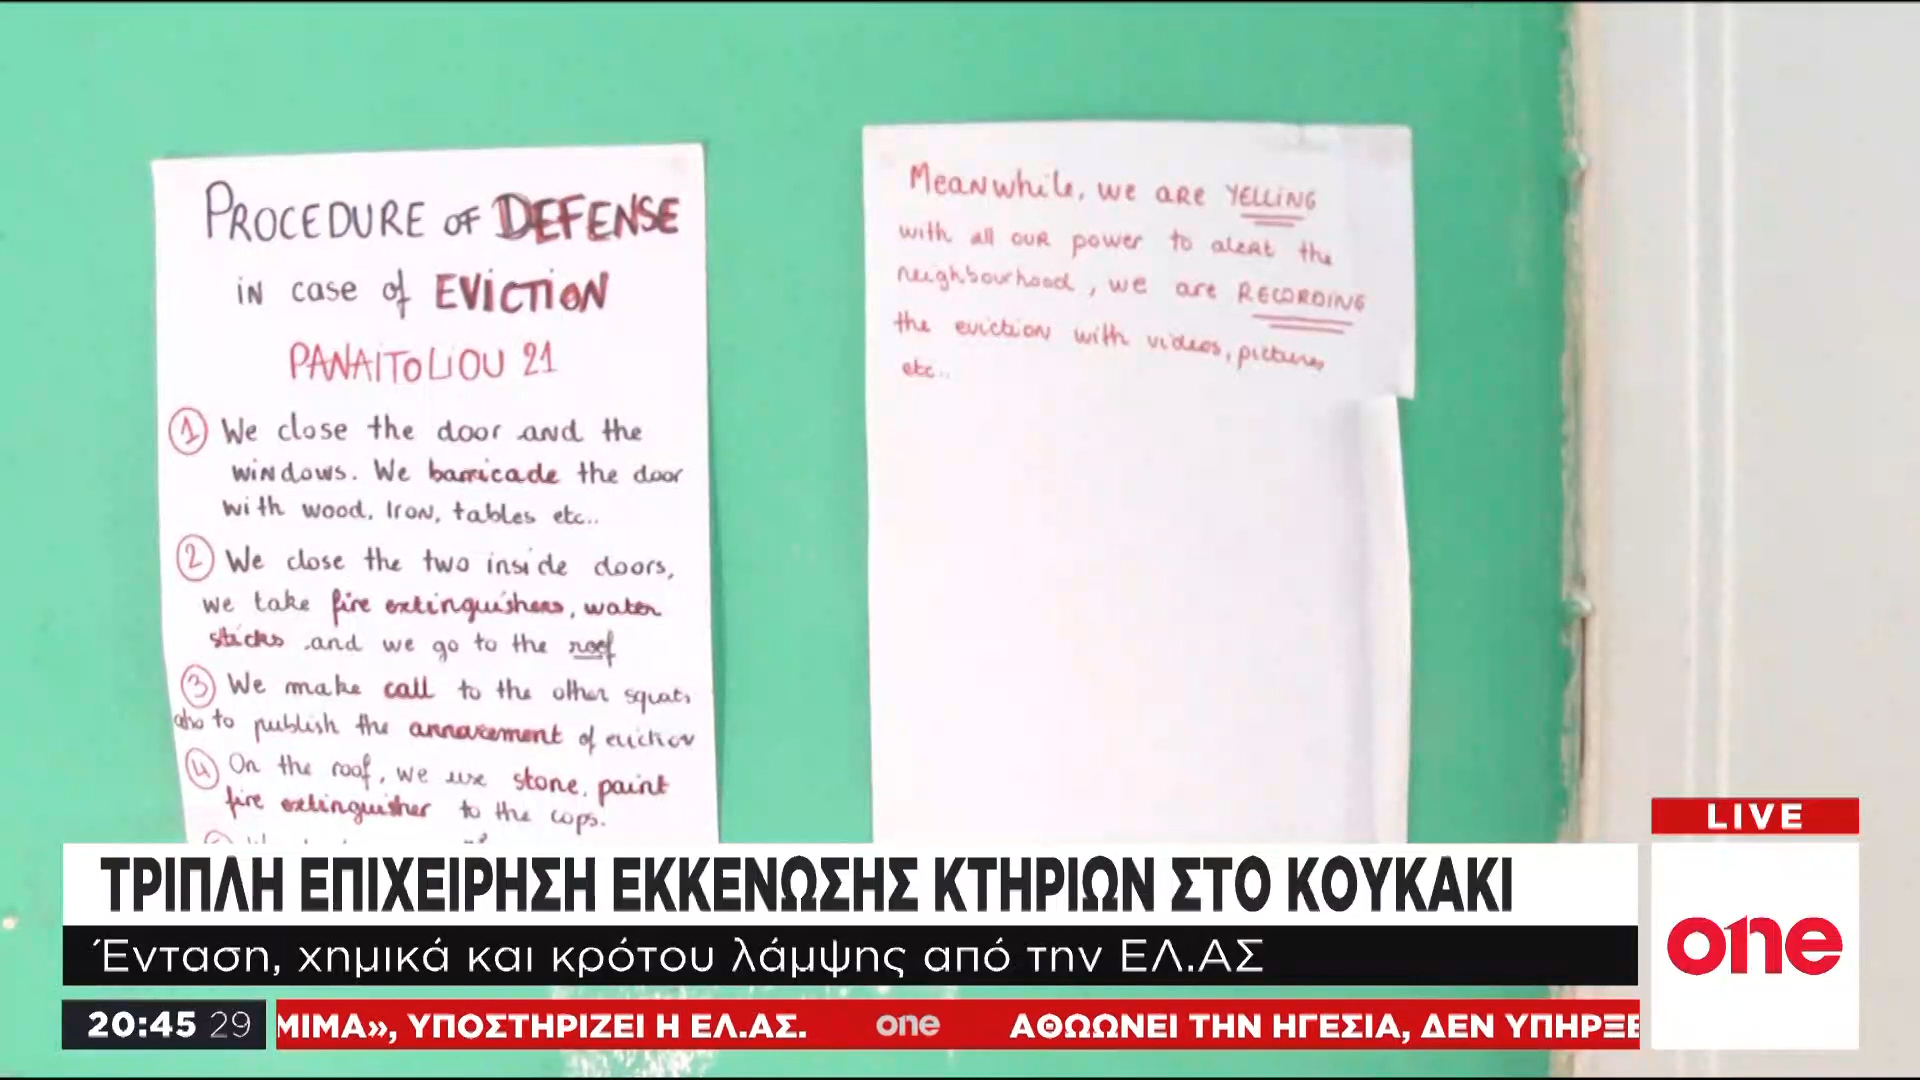 PROCEDURE OF DEFENSE
in case of EVICTION
PANAITOLIOU 21
1 We close the door and the
windows. We barricade the door
with wood, Iron, tables etc..
2 We close the two inside doors,
we take fire extinguishers, water
sticks and we go to the roof
3 We make call to the other squats
also to publish the of eviction
4 On the roof, we use stone, paint
fire extinguisher to the cops.
Meanwhile, we are YELLING
with all our power to alert the
neighbourhood, we are RECORDING
the eviction with videos, pictures
etc..
LIVE
ΤΡΙΠΛΗ ΕΠΙΧΕΙΡΗΣΗ ΕΚΚΕΝΩΣΗΣ ΚΤΗΡΙΩΝ ΣΤΟ ΚΟΥΚΑΚΙ
Ένταση, χημικά και κρότου λάμψης από την ΕΛ.ΑΣ
one
20:45 29
ΜΙΜΑ», ΥΠΟΣΤΗΡΙΖΕΙ Η ΕΛ.ΑΣ. one ΑΘΩΩΝΕΙ ΤΗΝ ΗΓΕΣΙΑ, ΔΕΝ ΥΠΗΡΞΕ